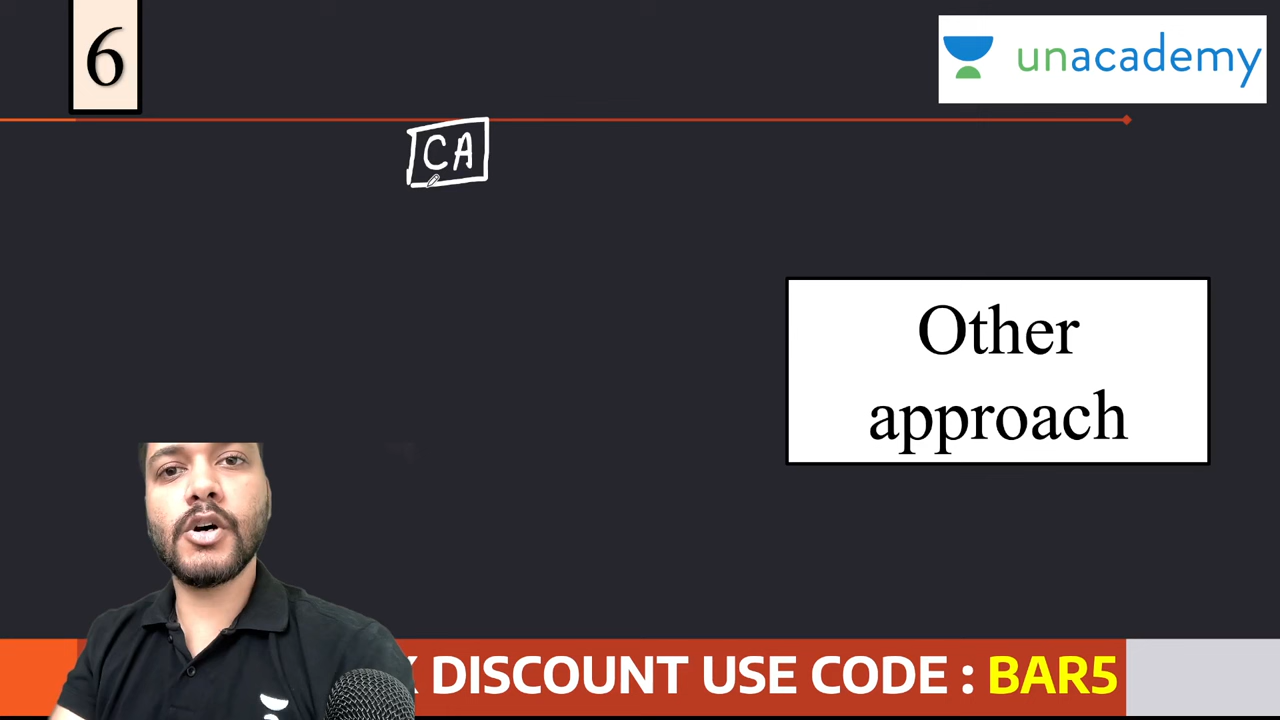 6
unacademy
CA
Other
approach
DISCOUNT USE CODE : BAR5